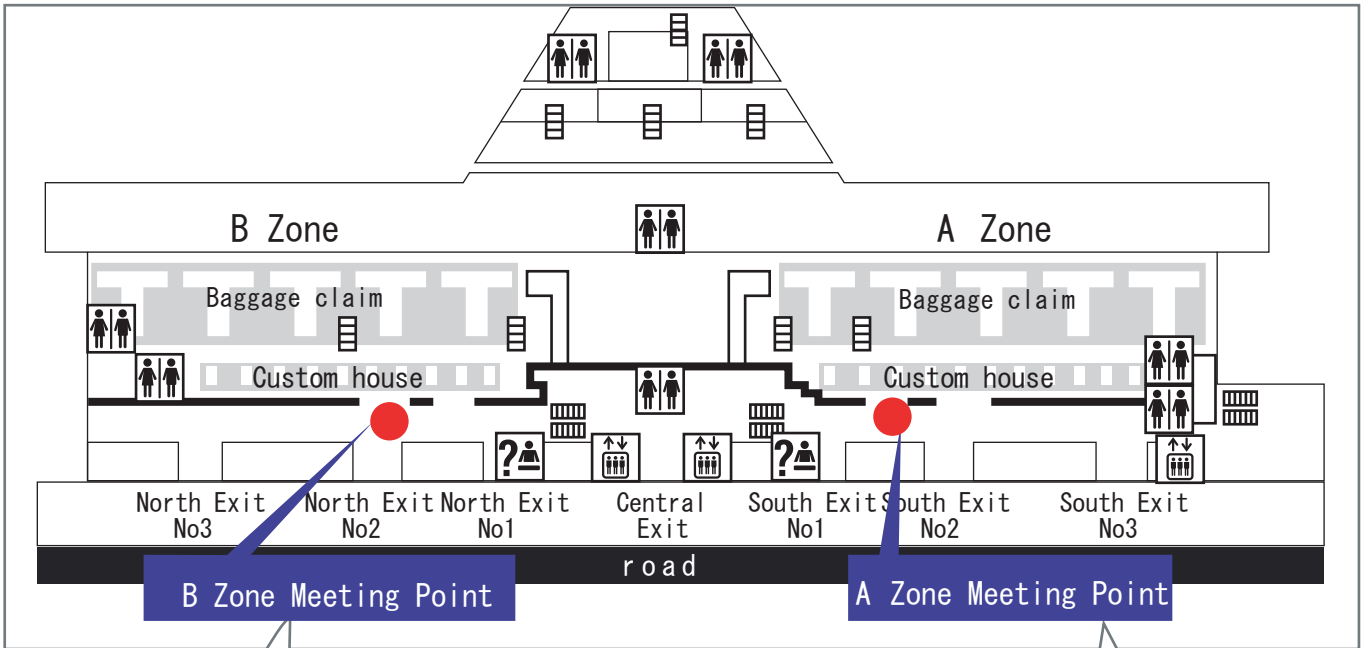 B Zone
A Zone
Baggage claim
Baggage claim
Custom house
Custom house
?
?
North Exit
No3
North Exit
No2
North Exit
No1
Central
Exit
South Exit
No1
South Exit
No2
South Exit
No3
road
B Zone Meeting Point
A Zone Meeting Point